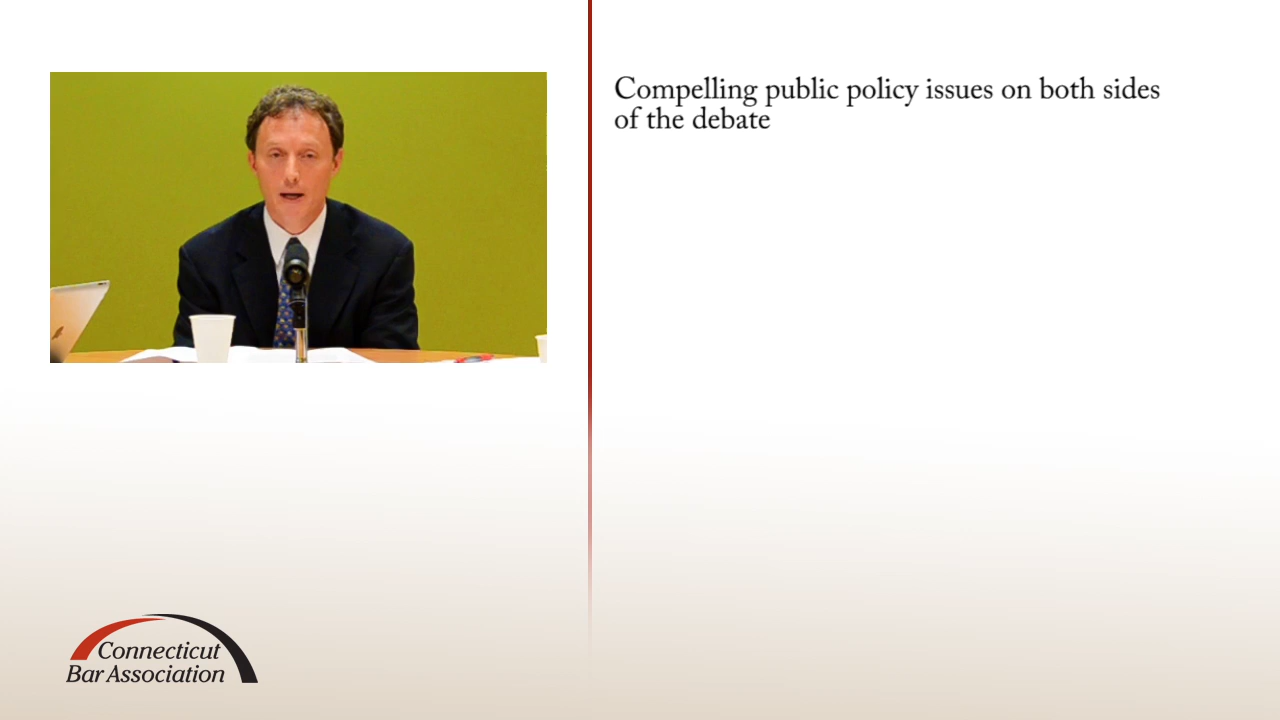 Compelling public policy issues on both sides
of the debate
Connecticut
Bar Association